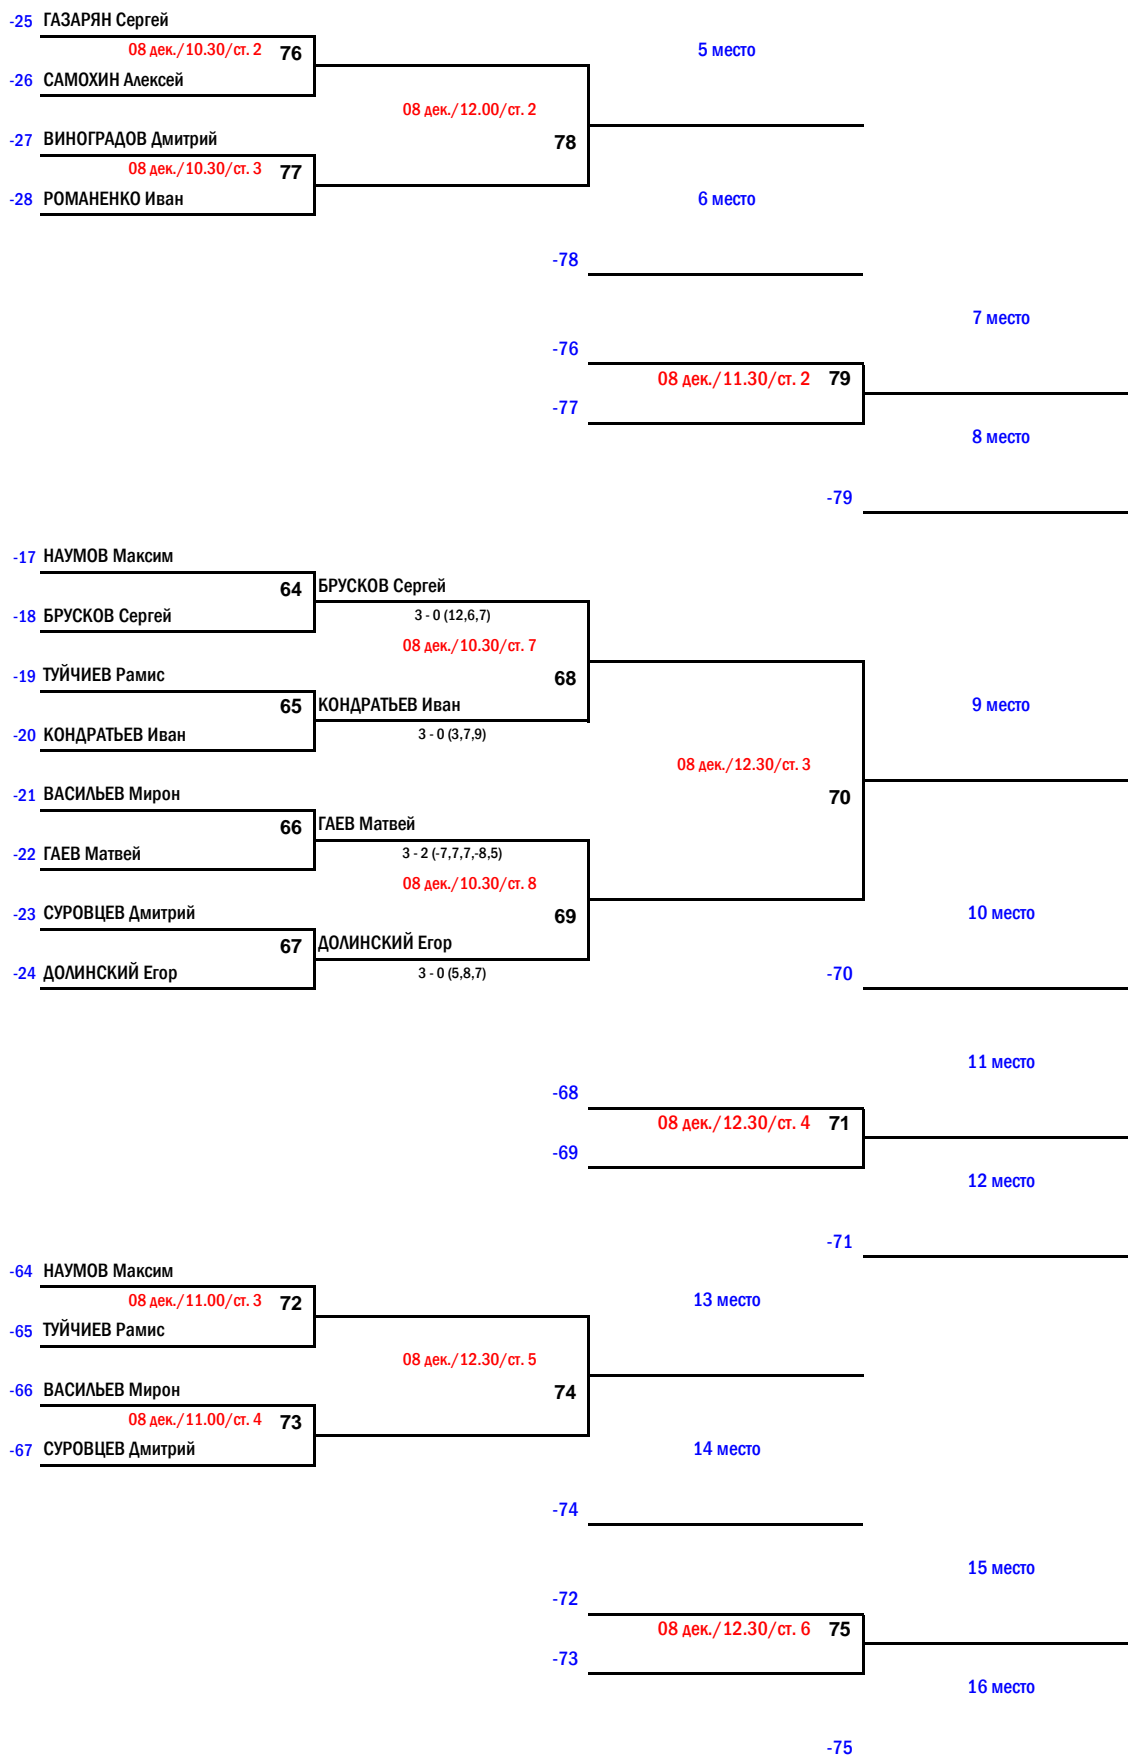 -25 ГАЗАРЯН Сергей
08 дек./10.30/ст. 2 76
5 место
-26 САМОХИН Алексей
08 дек./12.00/ст. 2
-27 ВИНОГРАДОВ Дмитрий
78
08 дек./10.30/ст. 3 77
-28 РОМАНЕНКО Иван
6 место
-78
7 место
-76
08 дек./11.30/ст. 2 79
-77
8 место
-79
-17 НАУМОВ Максим
64 БРУСКОВ Сергей
-18 БРУСКОВ Сергей
3 - 0 (12,6,7)
08 дек./10.30/ст. 7
-19 ТУЙЧИЕВ Рамис
68
65 КОНДРАТЬЕВ Иван
9 место
-20 КОНДРАТЬЕВ Иван
3 - 0 (3,7,9)
08 дек./12.30/ст. 3
-21 ВАСИЛЬЕВ Мирон
70
66 ГАЕВ Матвей
-22 ГАЕВ Матвей
3 - 2 (-7,7,7,-8,5)
08 дек./10.30/ст. 8
-23 СУРОВЦЕВ Дмитрий
69
10 место
67 ДОЛИНСКИЙ Егор
-24 ДОЛИНСКИЙ Егор
3 - 0 (5,8,7)
-70
11 место
-68
08 дек./12.30/ст. 4 71
-69
12 место
-71
-64 НАУМОВ Максим
08 дек./11.00/ст. 3 72
13 место
-65 ТУЙЧИЕВ Рамис
08 дек./12.30/ст. 5
-66 ВАСИЛЬЕВ Мирон
74
08 дек./11.00/ст. 4 73
-67 СУРОВЦЕВ Дмитрий
14 место
-74
15 место
-72
08 дек./12.30/ст. 6 75
-73
16 место
-75